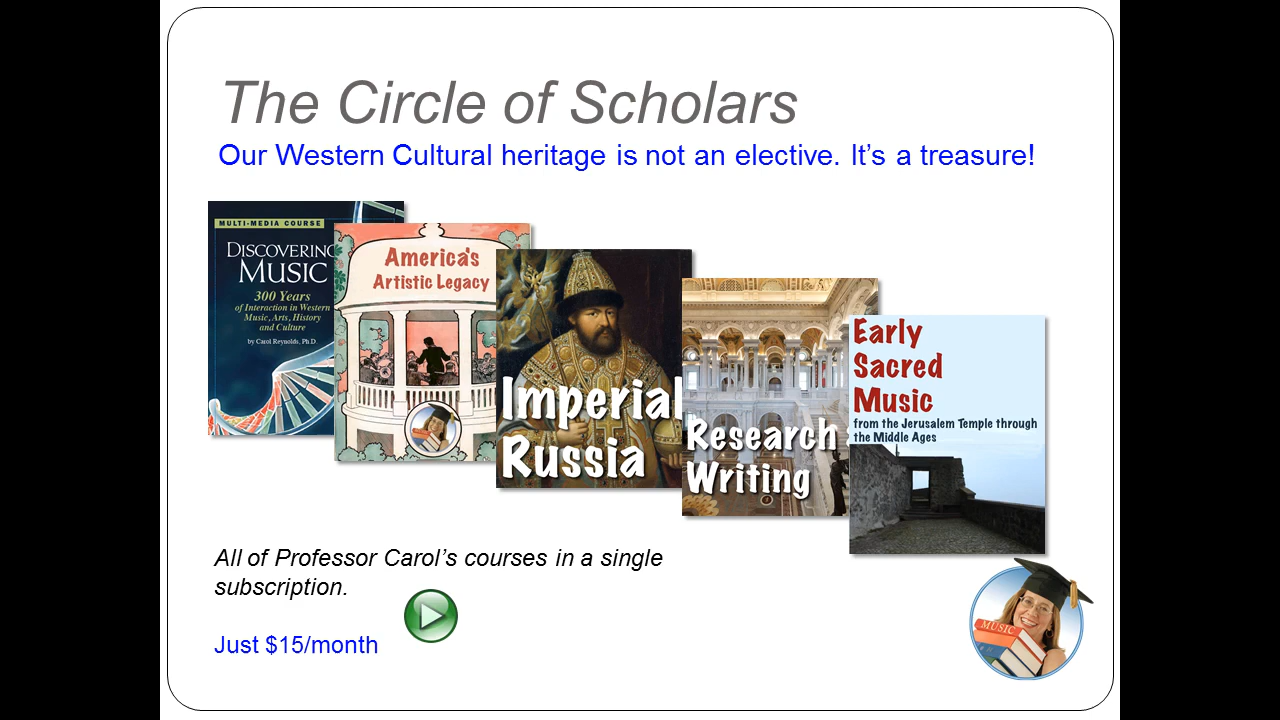 The Circle of Scholars
Our Western Cultural heritage is not an elective. It’s a treasure!
MULTI-MEDIA COURSE
DISCOVERING
MUSIC
300 Years
of Interaction in Western
Music, Arts, History
and Culture
by Carol Reynolds, Ph.D.
America's
Artistic Legacy
Imperial
Russia
Research
Writing
Early
Sacred
Music
from the Jerusalem Temple through
the Middle Ages
All of Professor Carol’s courses in a single
subscription.
Just $15/month
MUSIC